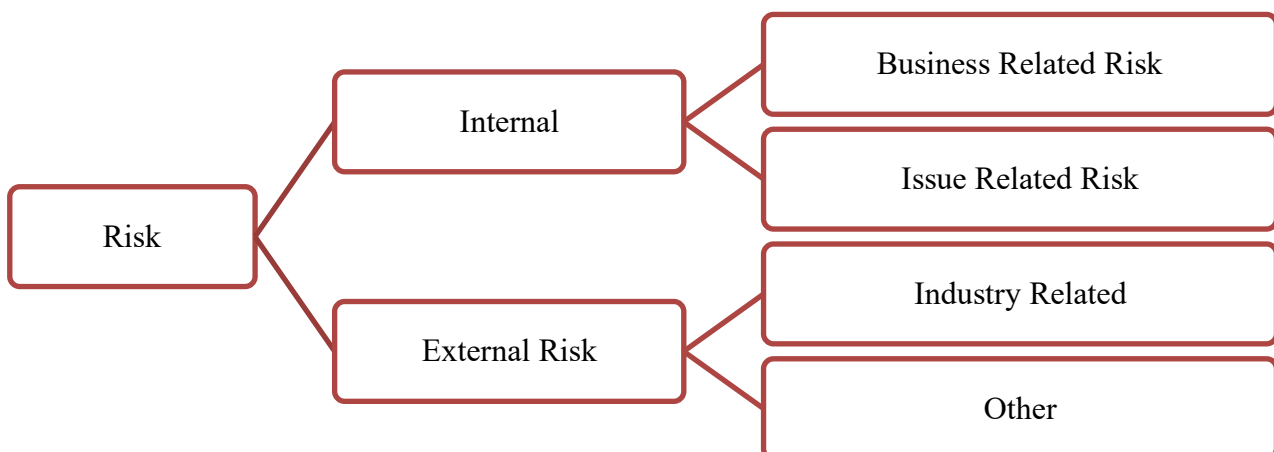 Risk
Internal
Business Related Risk
Issue Related Risk
External Risk
Industry Related
Other